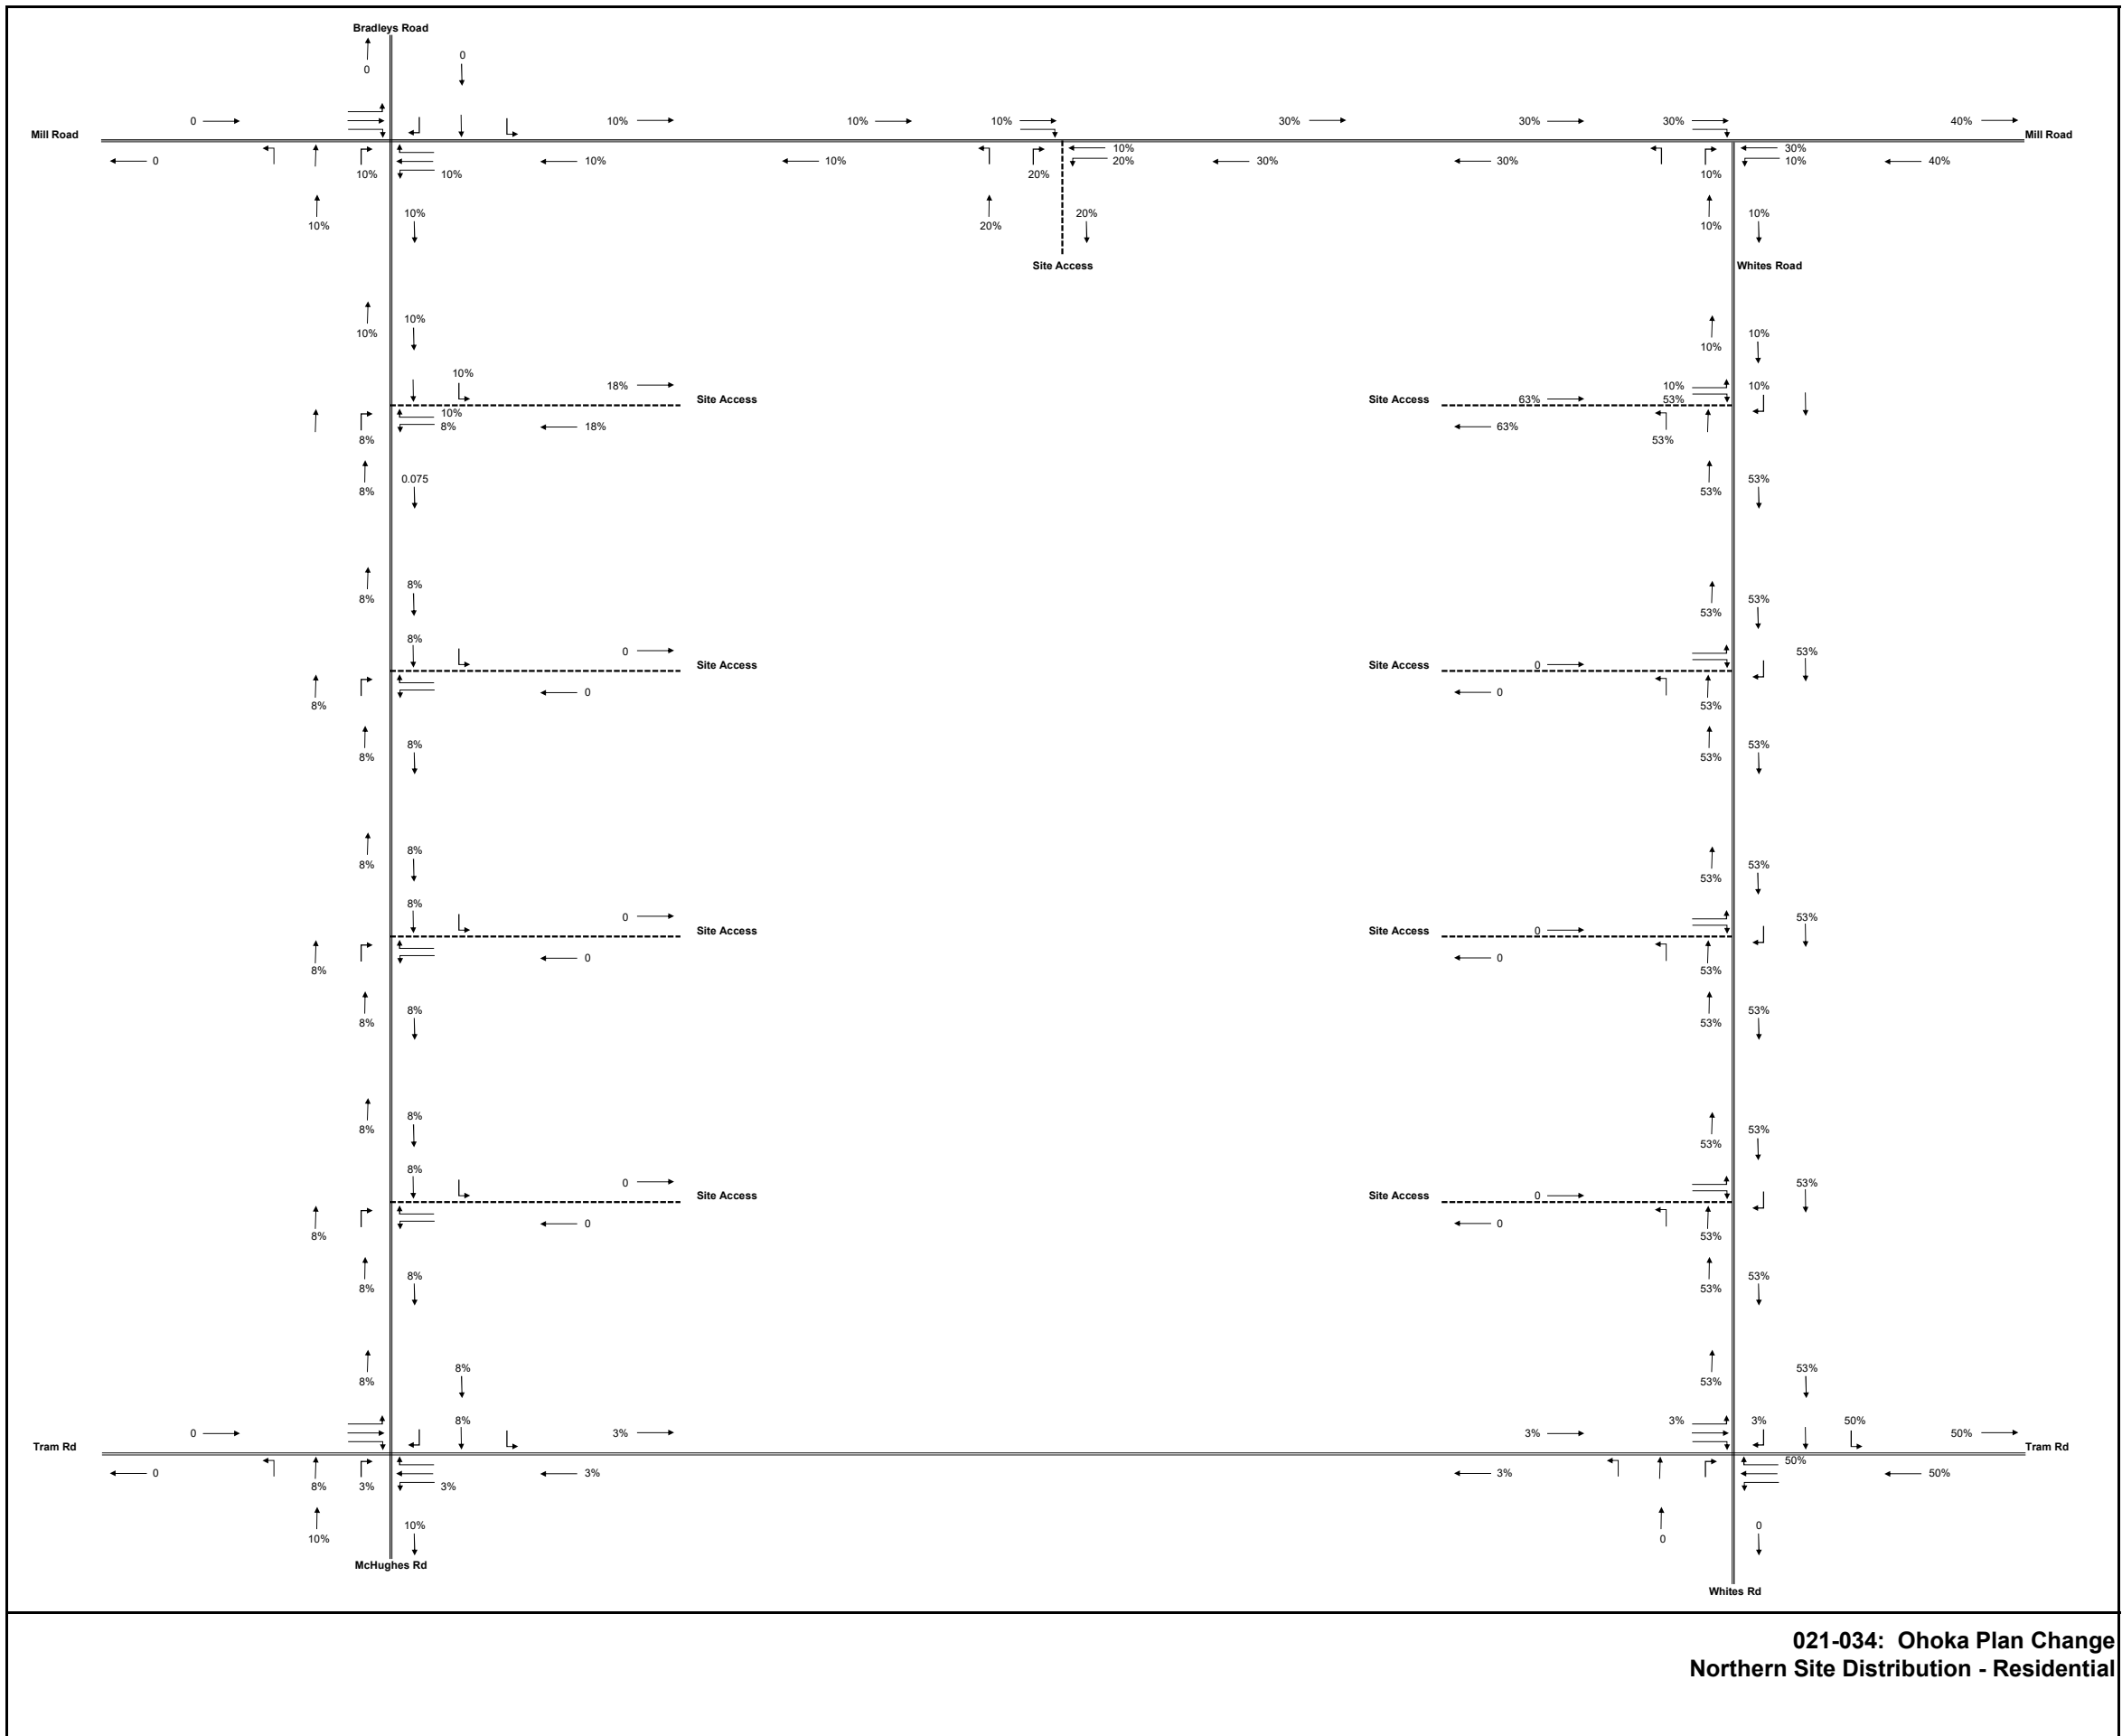 Bradleys Road
0
0
0 10% 10% 10% 30% 30% 30% 40%
Mill Road Mill Road
0 10% 10% 10% 10% 10% 20% 20% 30% 30% 10% 30% 10% 40%
10% 10% 20% 20% 10% 10%
Site Access Whites Road
10% 10% 10% 10%
10% 18% 10% 10%
Site Access Site Access 63% 53%
10% 8% 8% 18% 63% 53%
8% 0.075 53% 53%
8% 8% 53% 53%
8% 0 53%
Site Access Site Access 0
8% 0 0 53%
8% 8% 53% 53%
8% 8% 53% 53%
8% 0 53%
Site Access Site Access 0
8% 0 0 53%
8% 8% 53% 53%
8% 8% 53% 53%
8% 0 53%
Site Access Site Access 0
8% 0 0 53%
8% 8% 53% 53%
8% 8% 53% 53%
0 8% 3% 3% 3% 3% 50% 50%
Tram Rd Tram Rd
0 8% 3% 3% 3% 3% 50% 50%
10% 10% 0 0
McHughes Rd
Whites Rd
021-034: Ohoka Plan Change
Northern Site Distribution - Residential